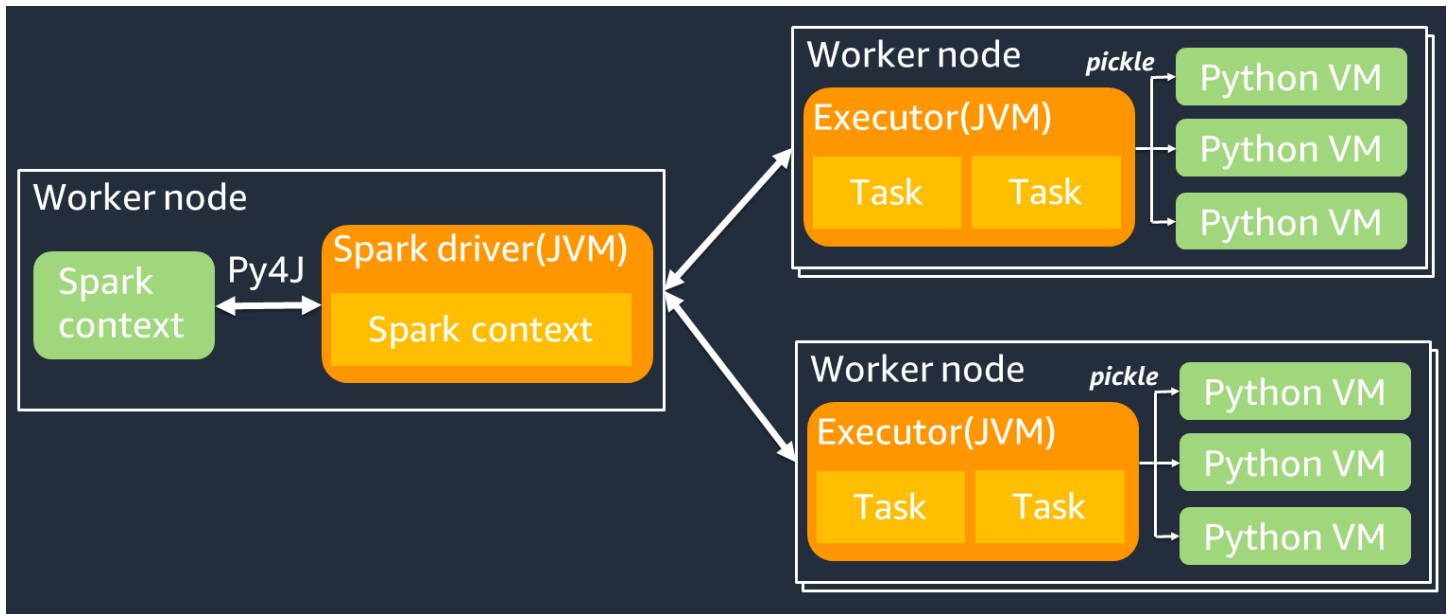 Worker node
Spark
context
Py4J
Spark driver(JVM)
Spark context
Worker node
pickle
Executor(JVM)
Task
Task
Python VM
Python VM
Python VM
Worker node
pickle
Executor(JVM)
Task
Task
Python VM
Python VM
Python VM